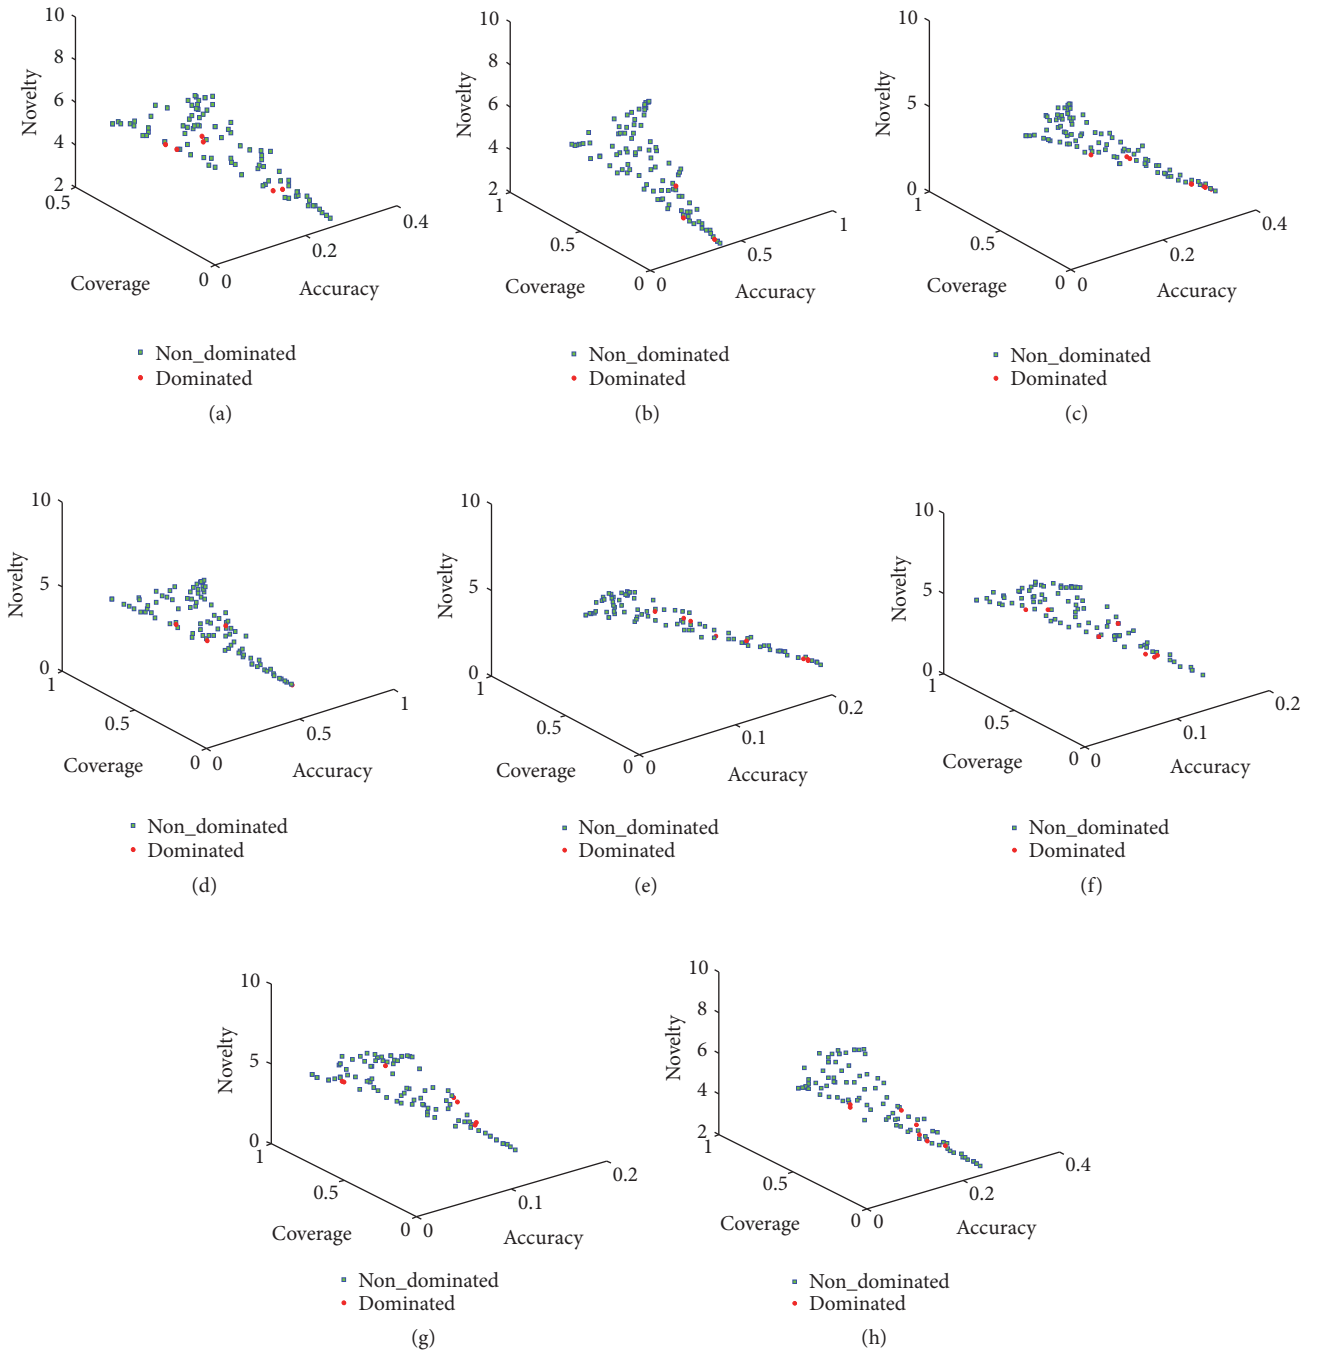 10
8
6
4
2
Novelty
0.5
0 0
0.2
0.4
Coverage
Accuracy
Non_dominated
Dominated
(a)
10
8
6
4
2
Novelty
1
0.5
0 0
0.5
1
Coverage
Accuracy
Non_dominated
Dominated
(b)
10
5
0
Novelty
1
0.5
0 0
0.2
0.4
Coverage
Accuracy
Non_dominated
Dominated
(c)
10
5
0
Novelty
1
0.5
0 0
0.5
1
Coverage
Accuracy
Non_dominated
Dominated
(d)
10
5
0
Novelty
1
0.5
0 0
0.1
0.2
Coverage
Accuracy
Non_dominated
Dominated
(e)
10
5
0
Novelty
1
0.5
0 0
0.1
0.2
Coverage
Accuracy
Non_dominated
Dominated
(f)
10
5
0
Novelty
1
0.5
0 0
0.1
0.2
Coverage
Accuracy
Non_dominated
Dominated
(g)
10
8
6
4
2
Novelty
1
0.5
0 0
0.2
0.4
Coverage
Accuracy
Non_dominated
Dominated
(h)